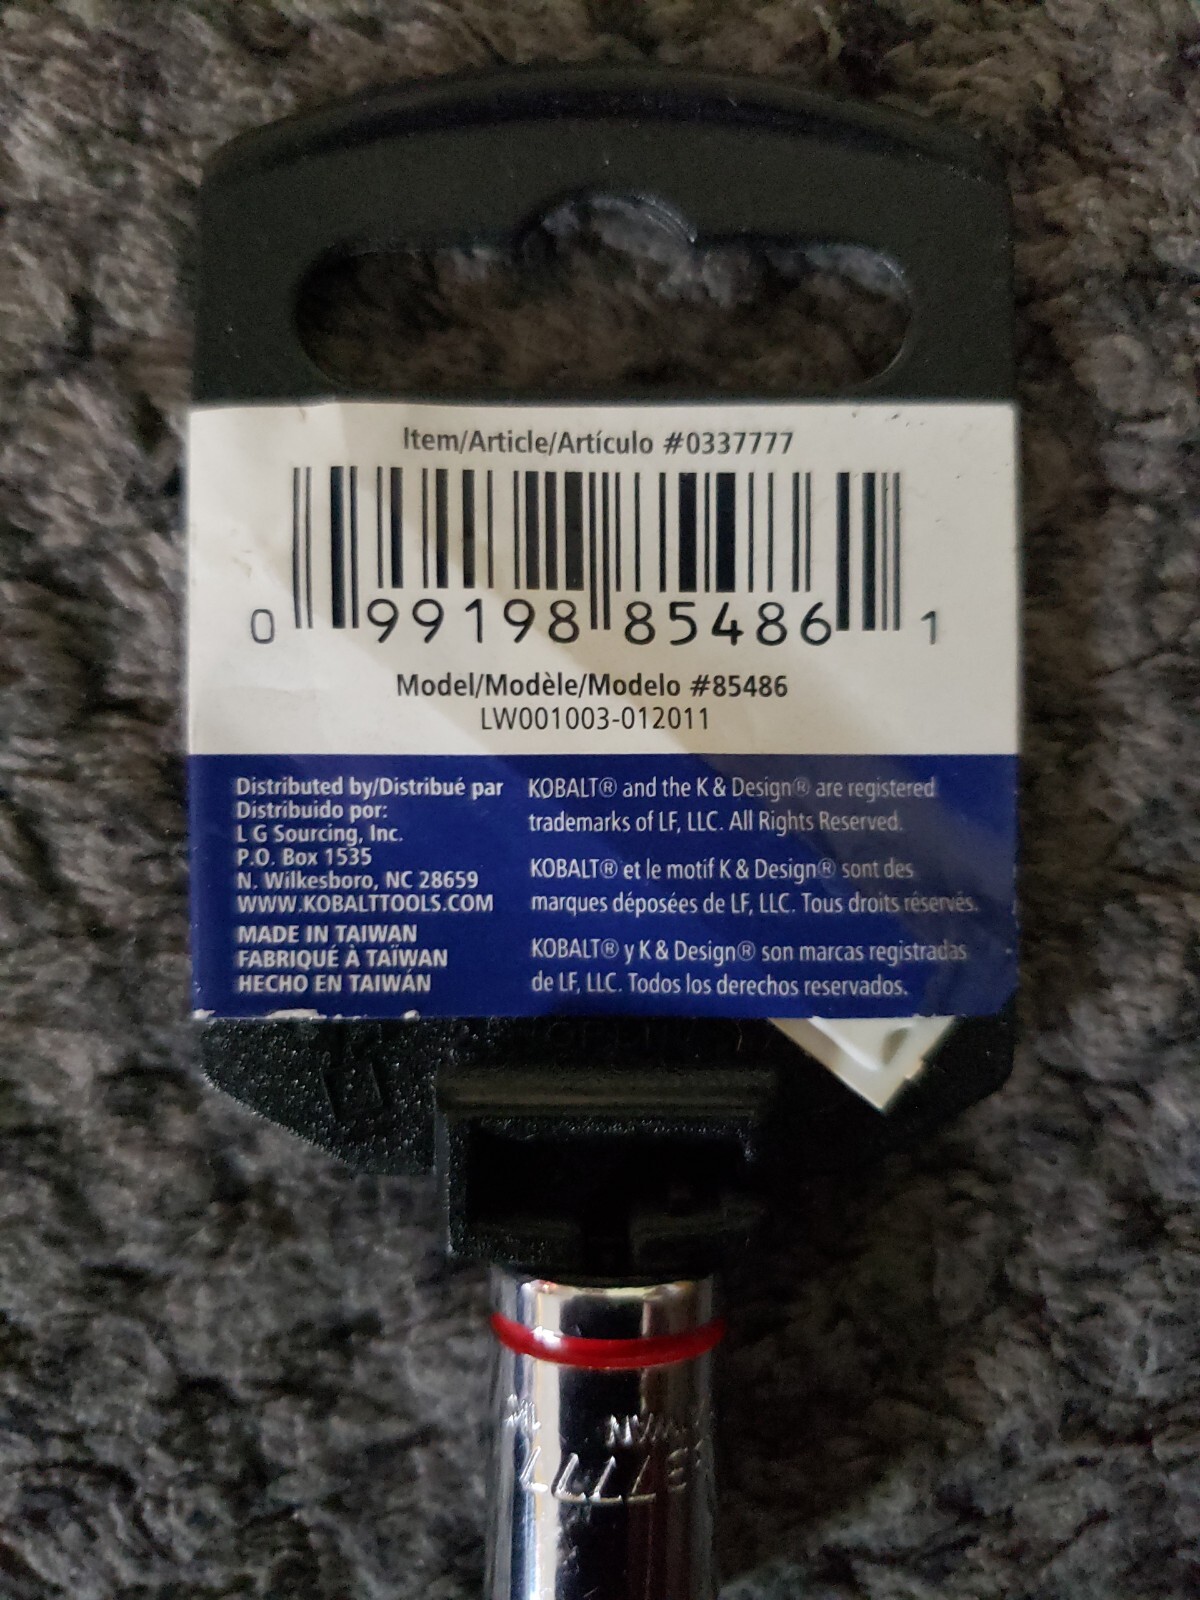 Item/Article/Artículo #0337777
0 99198 85486 1
Model/Modèle/Modelo #85486
LW001003-012011
Distributed by/Distribué par
Distribuido por:
L G Sourcing, Inc.
P.O. Box 1535
N. Wilkesboro, NC 28659
WWW.KOBALTTOOLS.COM
MADE IN TAIWAN
FABRIQUÉ À TAÏWAN
HECHO EN TAIWÁN
KOBALT® and the K & Design® are registered
trademarks of LF, LLC. All Rights Reserved.
KOBALT® et le motif K & Design® sont des
marques déposées de LF, LLC. Tous droits réservés.
KOBALT® y K & Design® son marcas registradas
de LF, LLC. Todos los derechos reservados.